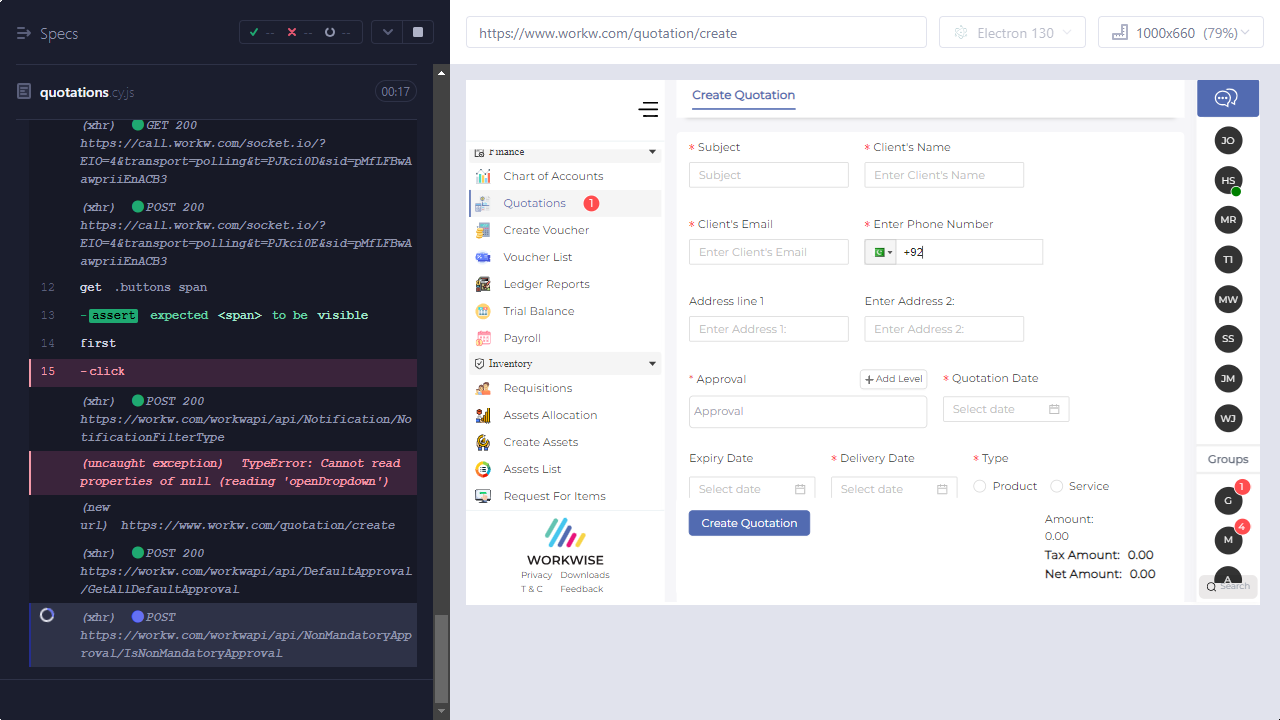 Specs
-- -- --
https://www.workw.com/quotation/create
Electron 130
1000x660 (79%)
quotations.cy.js
00:17
(xhr) GET 200
https://call.workw.com/socket.io/?
EIO=4&transport=polling&t=PJkci0D&sid=pMfLFBwA
awpriiEnACB3
(xhr) POST 200
https://call.workw.com/socket.io/?
EIO=4&transport=polling&t=PJkci0E&sid=pMfLFBwA
awpriiEnACB3
12 get .buttons span
13 -assert expected <span> to be visible
14 first
15 -click
(xhr) POST 200
https://workw.com/workwapi/api/Notification/No
tificationFilterType
(uncaught exception) TypeError: Cannot read
properties of null (reading 'openDropdown')
(new
url) https://www.workw.com/quotation/create
(xhr) POST 200
https://workw.com/workwapi/api/DefaultApproval
/GetAllDefaultApproval
(xhr) POST
https://workw.com/workwapi/api/NonMandatoryApp
roval/IsNonMandatoryApproval
Finance
Chart of Accounts
Quotations 1
Create Voucher
Voucher List
Ledger Reports
Trial Balance
Payroll
Inventory
Requisitions
Assets Allocation
Create Assets
Assets List
Request For Items
WORKWISE
Privacy Downloads
T & C Feedback
Create Quotation
* Subject * Client's Name
Subject Enter Client's Name
* Client's Email * Enter Phone Number
Enter Client's Email +92
Address line 1 Enter Address 2:
Enter Address 1: Enter Address 2:
* Approval + Add Level * Quotation Date
Approval Select date
Expiry Date * Delivery Date * Type
Select date Select date Product Service
Create Quotation
Amount:
0.00
Tax Amount: 0.00
Net Amount: 0.00
JO
HS
MR
TI
MW
SS
JM
WJ
Groups
G 1
M 4
A
Search